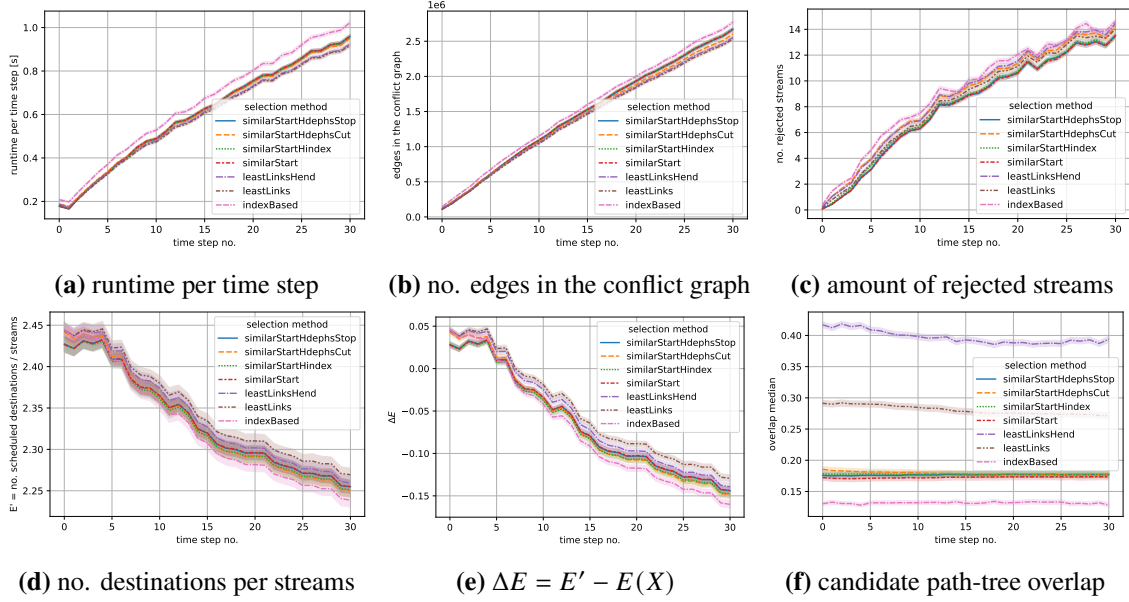 1.0
0.8
0.6
0.4
0.2
runtime per time step [s]
selection method
similarStartHdephsStop
similarStartHdephsCut
similarStartHindex
similarStart
leastLinksHend
leastLinks
indexBased
0 5 10 15 20 25 30
time step no.
(a) runtime per time step
1e6
2.5
2.0
1.5
1.0
0.5
0.0
edges in the conflict graph
selection method
similarStartHdephsStop
similarStartHdephsCut
similarStartHindex
similarStart
leastLinksHend
leastLinks
indexBased
0 5 10 15 20 25 30
time step no.
(b) no. edges in the conflict graph
14
12
10
8
6
4
2
0
no. rejected streams
selection method
similarStartHdephsStop
similarStartHdephsCut
similarStartHindex
similarStart
leastLinksHend
leastLinks
indexBased
0 5 10 15 20 25 30
time step no.
(c) amount of rejected streams
2.45
2.40
2.35
2.30
2.25
E' = no. scheduled destinations / streams
selection method
similarStartHdephsStop
similarStartHdephsCut
similarStartHindex
similarStart
leastLinksHend
leastLinks
indexBased
0 5 10 15 20 25 30
time step no.
(d) no. destinations per streams
0.05
0.00
−0.05
−0.10
−0.15
ΔE
selection method
similarStartHdephsStop
similarStartHdephsCut
similarStartHindex
similarStart
leastLinksHend
leastLinks
indexBased
0 5 10 15 20 25 30
time step no.
(e) ΔE = E′ − E(X)
0.40
0.35
0.30
0.25
0.20
0.15
overlap median
selection method
similarStartHdephsStop
similarStartHdephsCut
similarStartHindex
similarStart
leastLinksHend
leastLinks
indexBased
0 5 10 15 20 25 30
time step no.
(f) candidate path-tree overlap